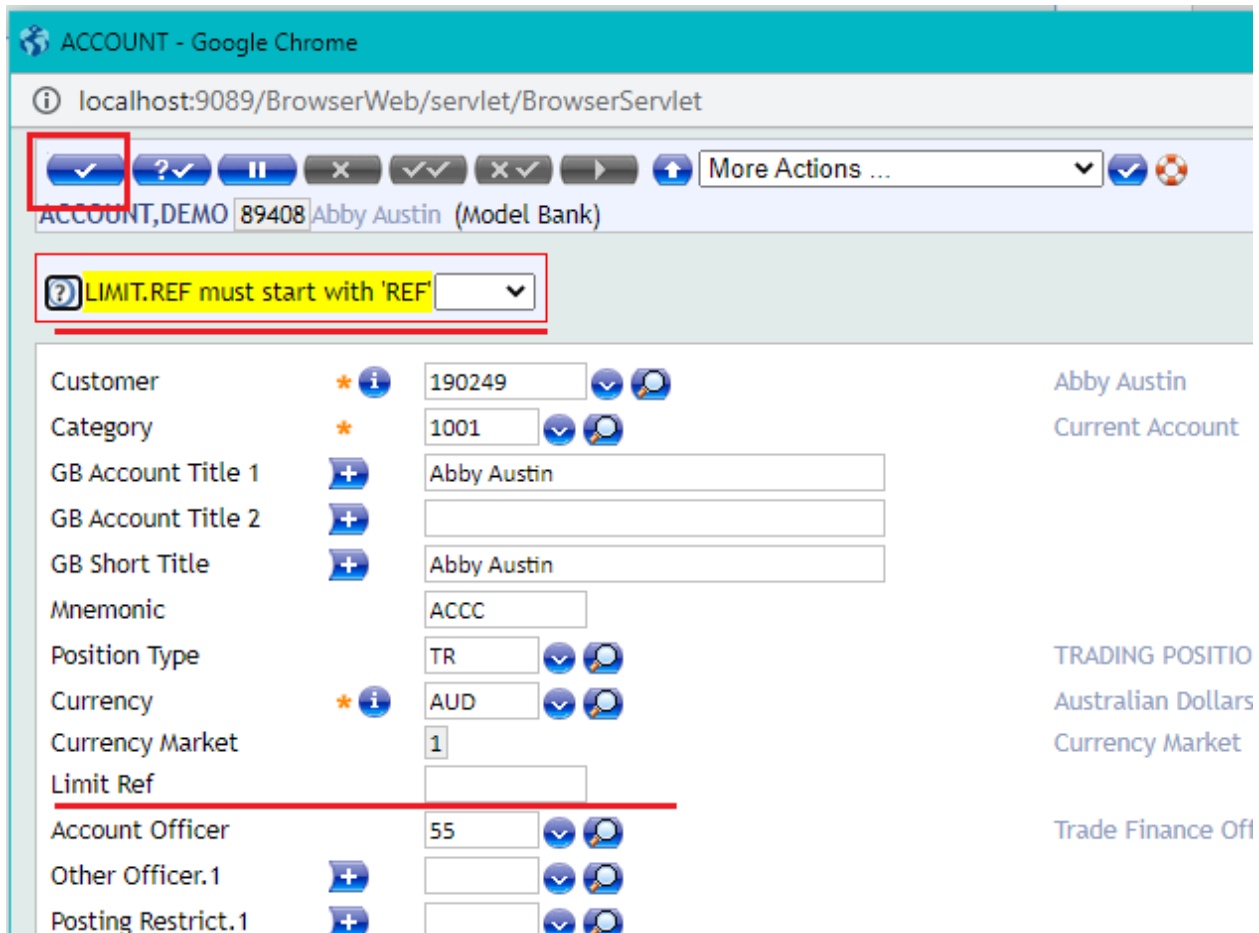 ACCOUNT - Google Chrome
localhost:9089/BrowserWeb/servlet/BrowserServlet
More Actions ...
ACCOUNT,DEMO 89408 Abby Austin (Model Bank)
LIMIT.REF must start with 'REF'
Customer * 190249 Abby Austin
Category * 1001 Current Account
GB Account Title 1 Abby Austin
GB Account Title 2
GB Short Title Abby Austin
Mnemonic ACCC
Position Type TR TRADING POSITIO
Currency * AUD Australian Dollars
Currency Market 1 Currency Market
Limit Ref
Account Officer 55 Trade Finance Off
Other Officer.1
Posting Restrict.1